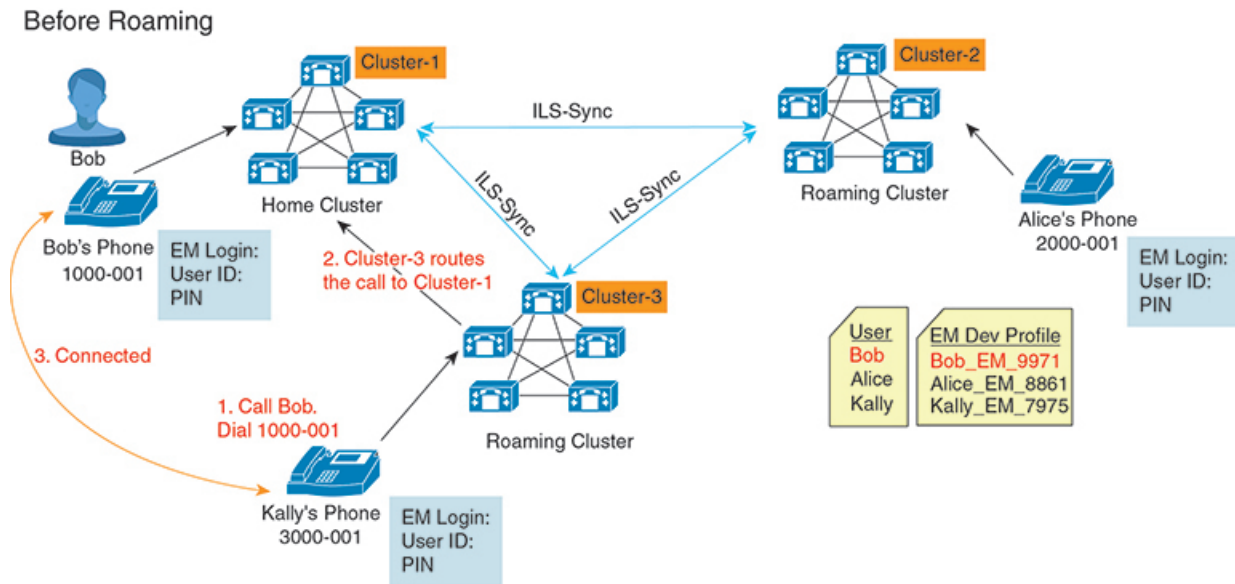 Before Roaming
Cluster-1
Cluster-2
ILS-Sync
Bob
Home Cluster
ILS-Sync
ILS-Sync
Roaming Cluster
Bob's Phone
1000-001
EM Login:
User ID:
PIN
Alice's Phone
2000-001
EM Login:
User ID:
PIN
2. Cluster-3 routes
the call to Cluster-1
Cluster-3
3. Connected
User
Bob
Alice
Kally
EM Dev Profile
Bob_EM_9971
Alice_EM_8861
Kally_EM_7975
1. Call Bob.
Dial 1000-001
Roaming Cluster
Kally's Phone
3000-001
EM Login:
User ID:
PIN